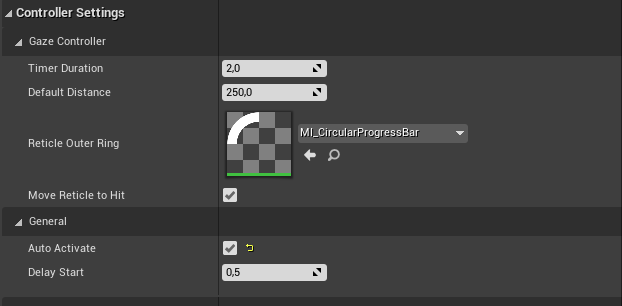 Controller Settings
Gaze Controller
Timer Duration 2,0
Default Distance 250,0
Reticle Outer Ring MI_CircularProgressBar
Move Reticle to Hit
General
Auto Activate
Delay Start 0,5